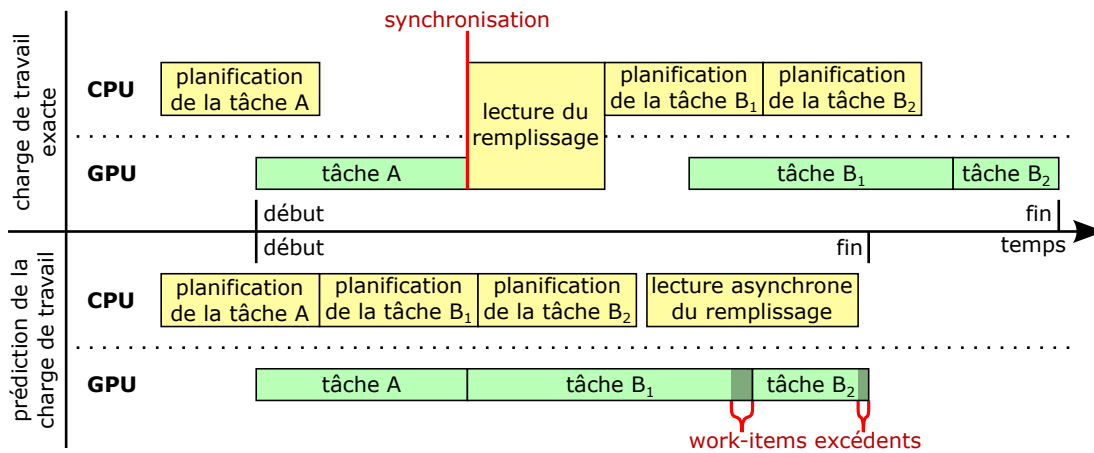 synchronisation
charge de travail
exacte
CPU
planification
de la tâche A
lecture du
remplissage
planification
de la tâche B₁
planification
de la tâche B₂
GPU
tâche A
tâche B₁
tâche B₂
début
fin
début
fin
temps
prédiction de la
charge de travail
CPU
planification
de la tâche A
planification
de la tâche B₁
planification
de la tâche B₂
lecture asynchrone
du remplissage
GPU
tâche A
tâche B₁
tâche B₂
work-items excédents